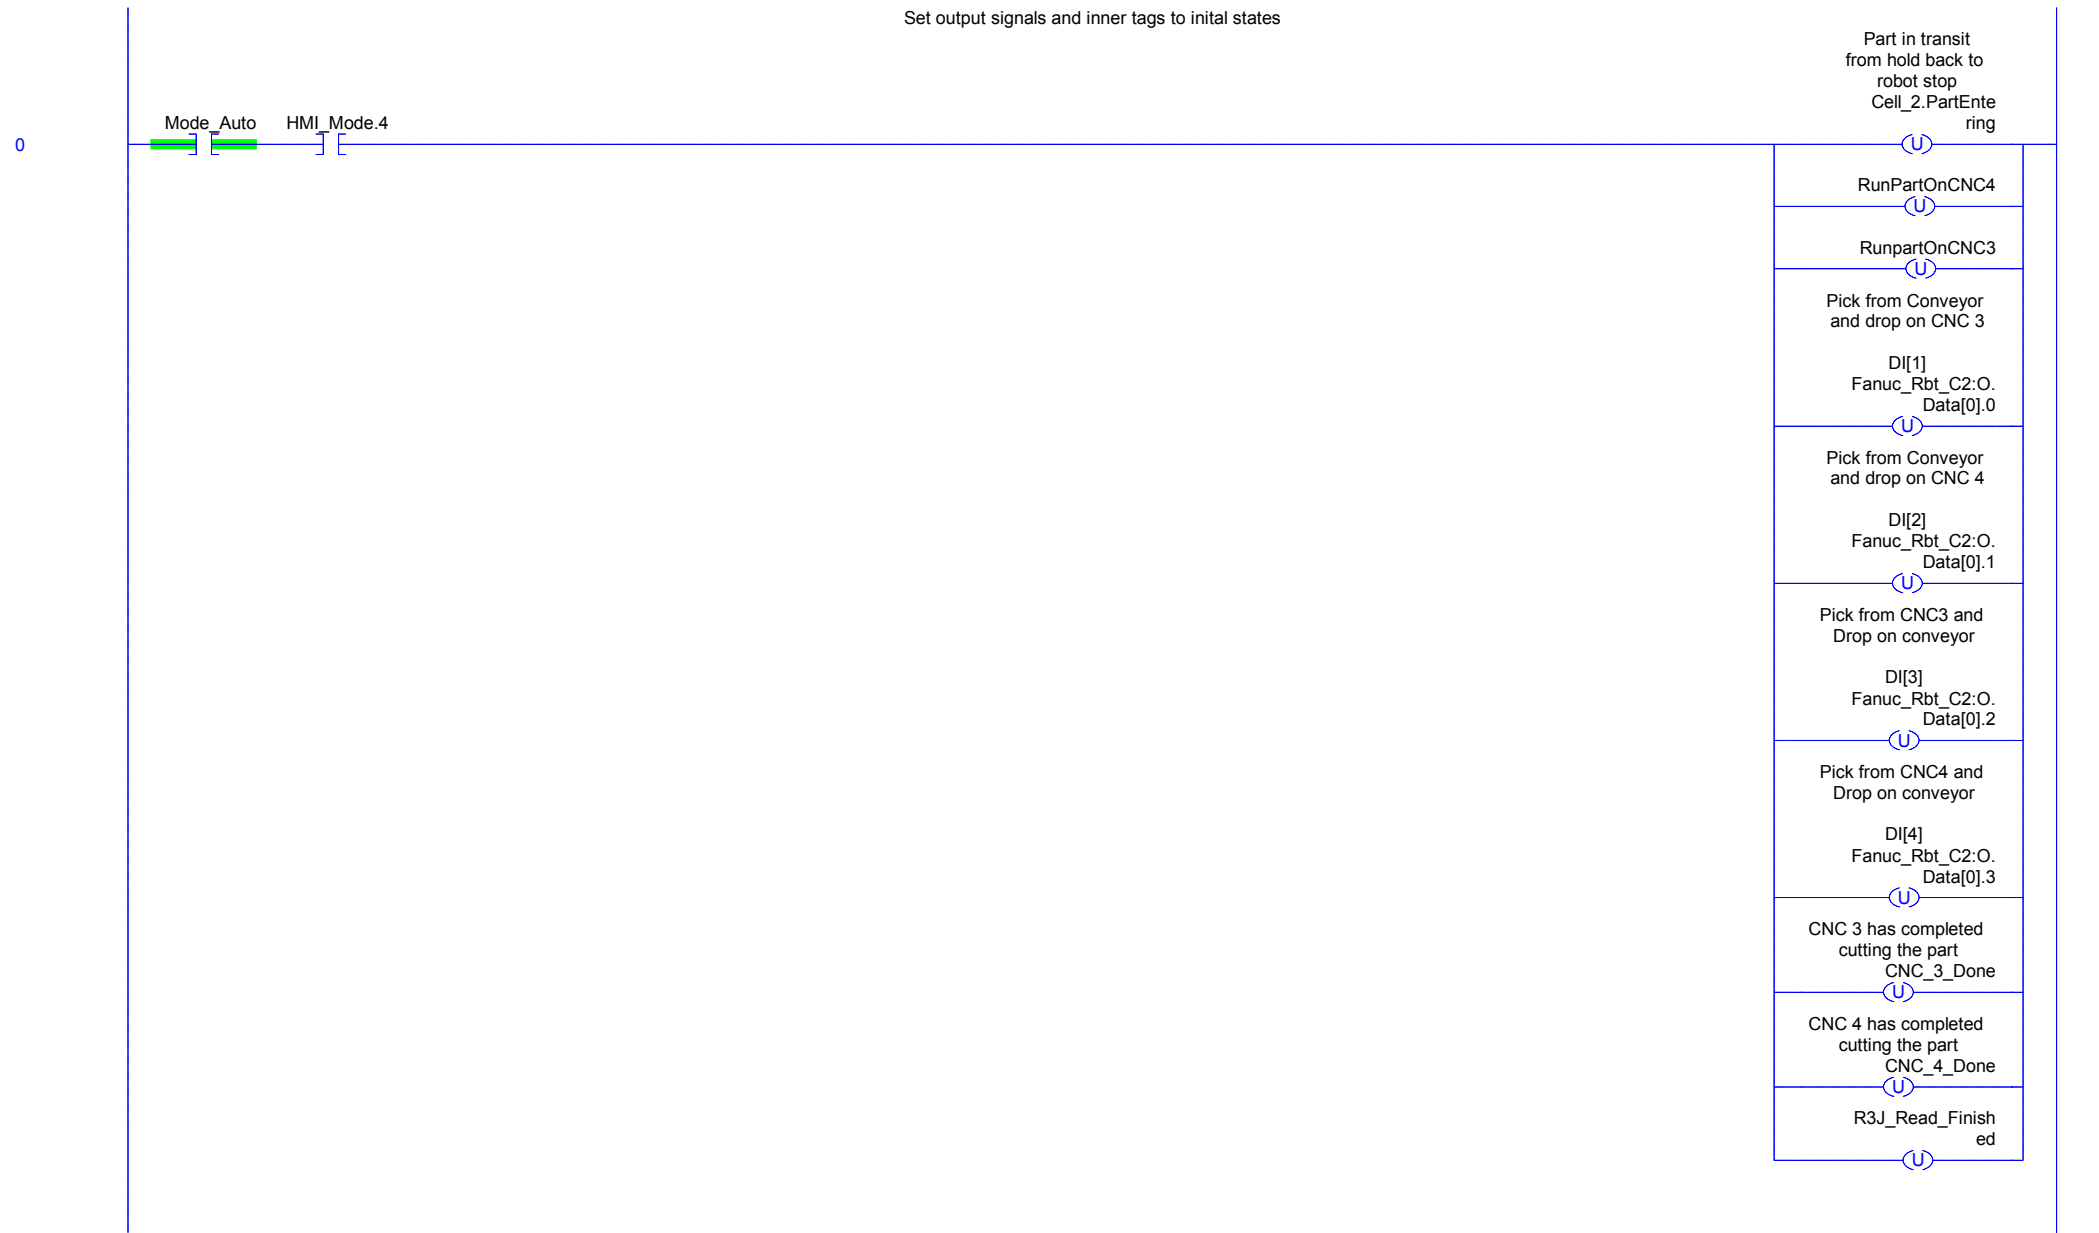 Set output signals and inner tags to inital states
Part in transit
from hold back to
robot stop
Cell_2.PartEnte
ring
Mode_Auto
HMI_Mode.4
0
U
RunPartOnCNC4
U
RunpartOnCNC3
U
Pick from Conveyor
and drop on CNC 3
DI[1]
Fanuc_Rbt_C2:O.
Data[0].0
U
Pick from Conveyor
and drop on CNC 4
DI[2]
Fanuc_Rbt_C2:O.
Data[0].1
U
Pick from CNC3 and
Drop on conveyor
DI[3]
Fanuc_Rbt_C2:O.
Data[0].2
U
Pick from CNC4 and
Drop on conveyor
DI[4]
Fanuc_Rbt_C2:O.
Data[0].3
U
CNC 3 has completed
cutting the part
CNC_3_Done
U
CNC 4 has completed
cutting the part
CNC_4_Done
U
R3J_Read_Finish
ed
U